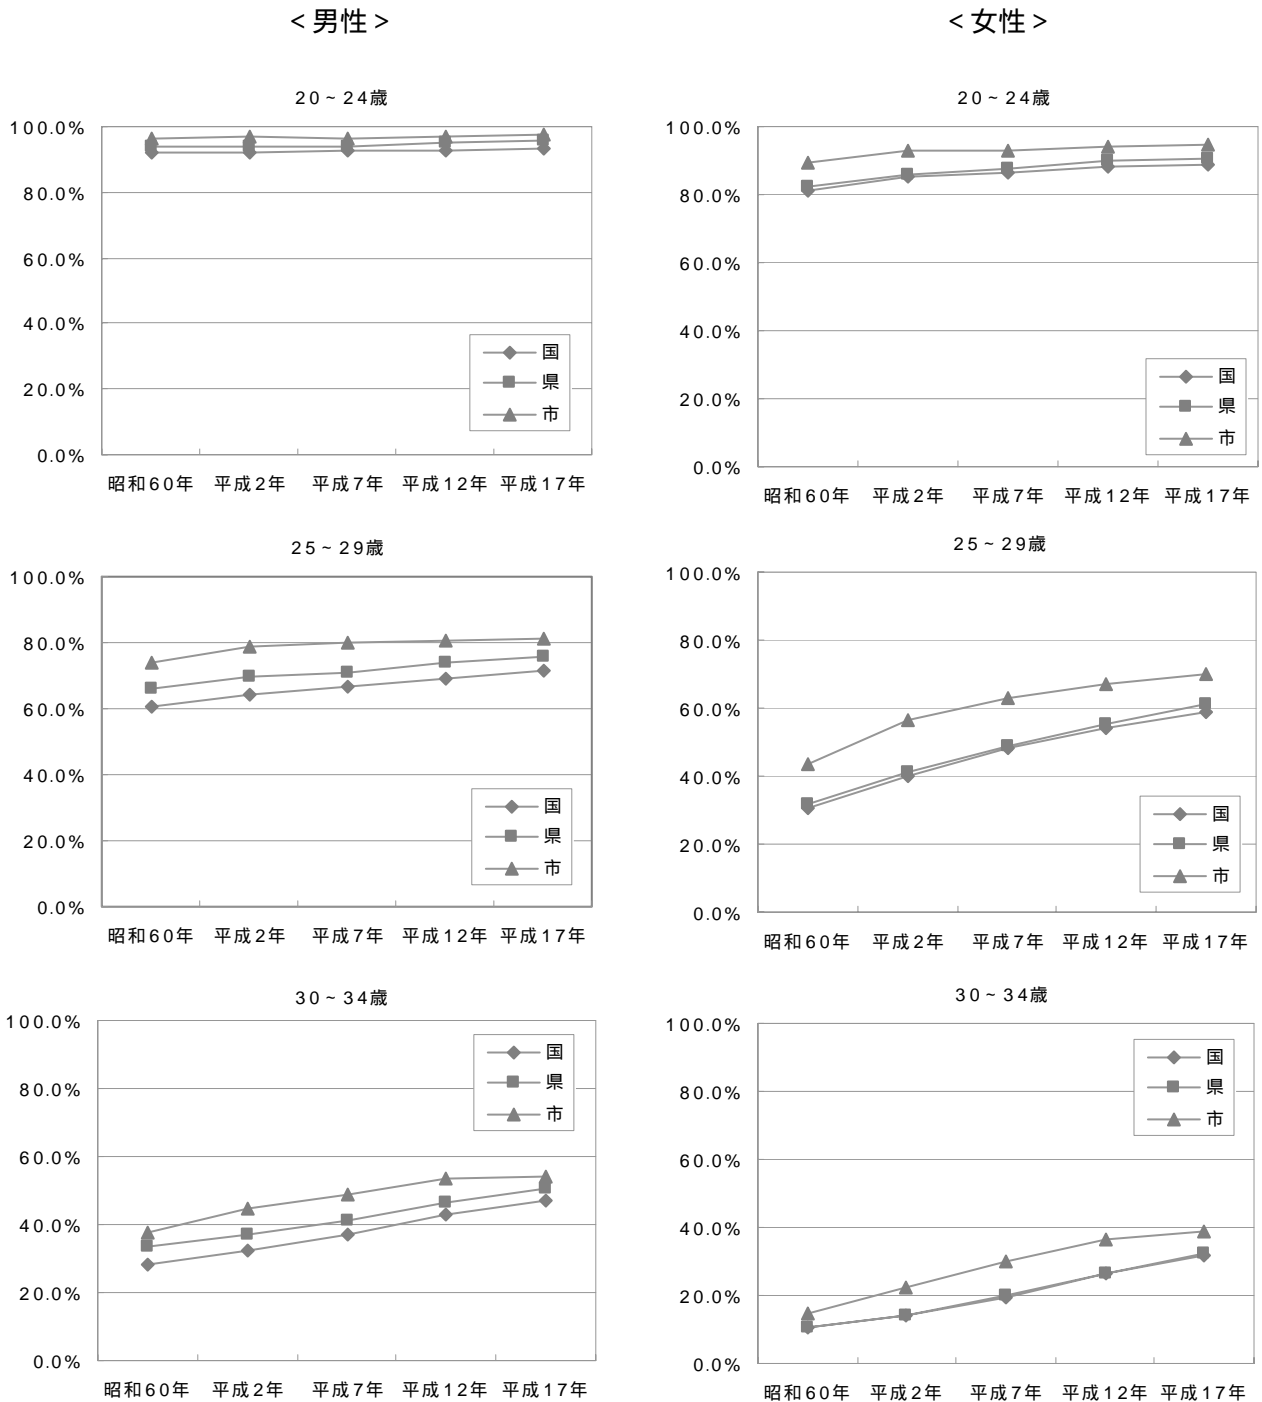 ＜男性＞
＜女性＞
20～24歳
100.0%
80.0%
60.0%
40.0%
20.0%
0.0%
国
県
市
昭和60年 平成2年 平成7年 平成12年 平成17年
20～24歳
100.0%
80.0%
60.0%
40.0%
20.0%
0.0%
国
県
市
昭和60年 平成2年 平成7年 平成12年 平成17年
25～29歳
100.0%
80.0%
60.0%
40.0%
20.0%
0.0%
国
県
市
昭和60年 平成2年 平成7年 平成12年 平成17年
25～29歳
100.0%
80.0%
60.0%
40.0%
20.0%
0.0%
国
県
市
昭和60年 平成2年 平成7年 平成12年 平成17年
30～34歳
100.0%
80.0%
60.0%
40.0%
20.0%
0.0%
国
県
市
昭和60年 平成2年 平成7年 平成12年 平成17年
30～34歳
100.0%
80.0%
60.0%
40.0%
20.0%
0.0%
国
県
市
昭和60年 平成2年 平成7年 平成12年 平成17年